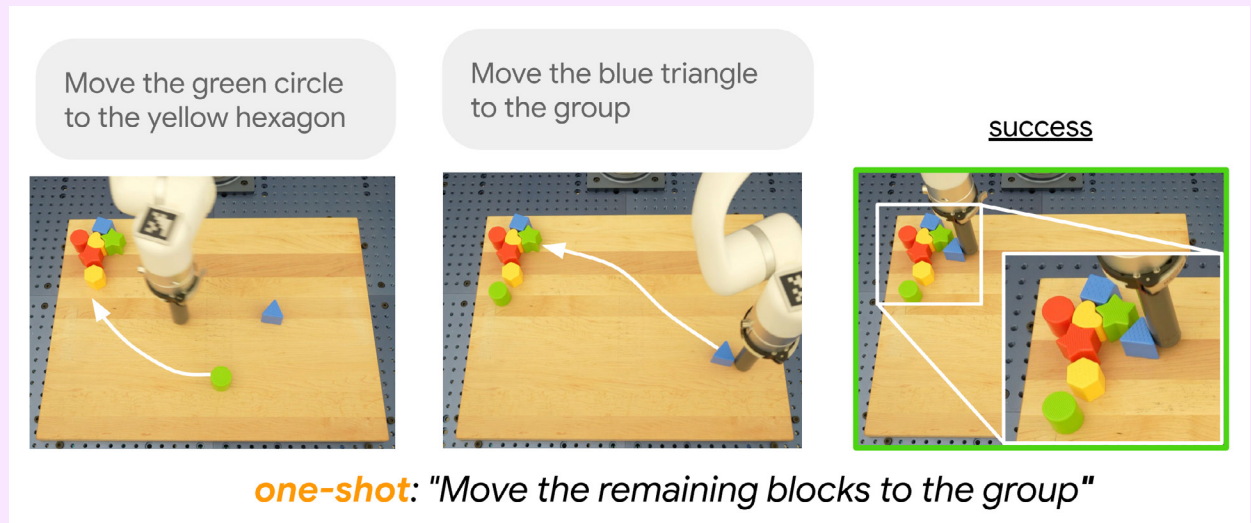 Move the green circle
to the yellow hexagon
Move the blue triangle
to the group
success
one-shot: "Move the remaining blocks to the group"